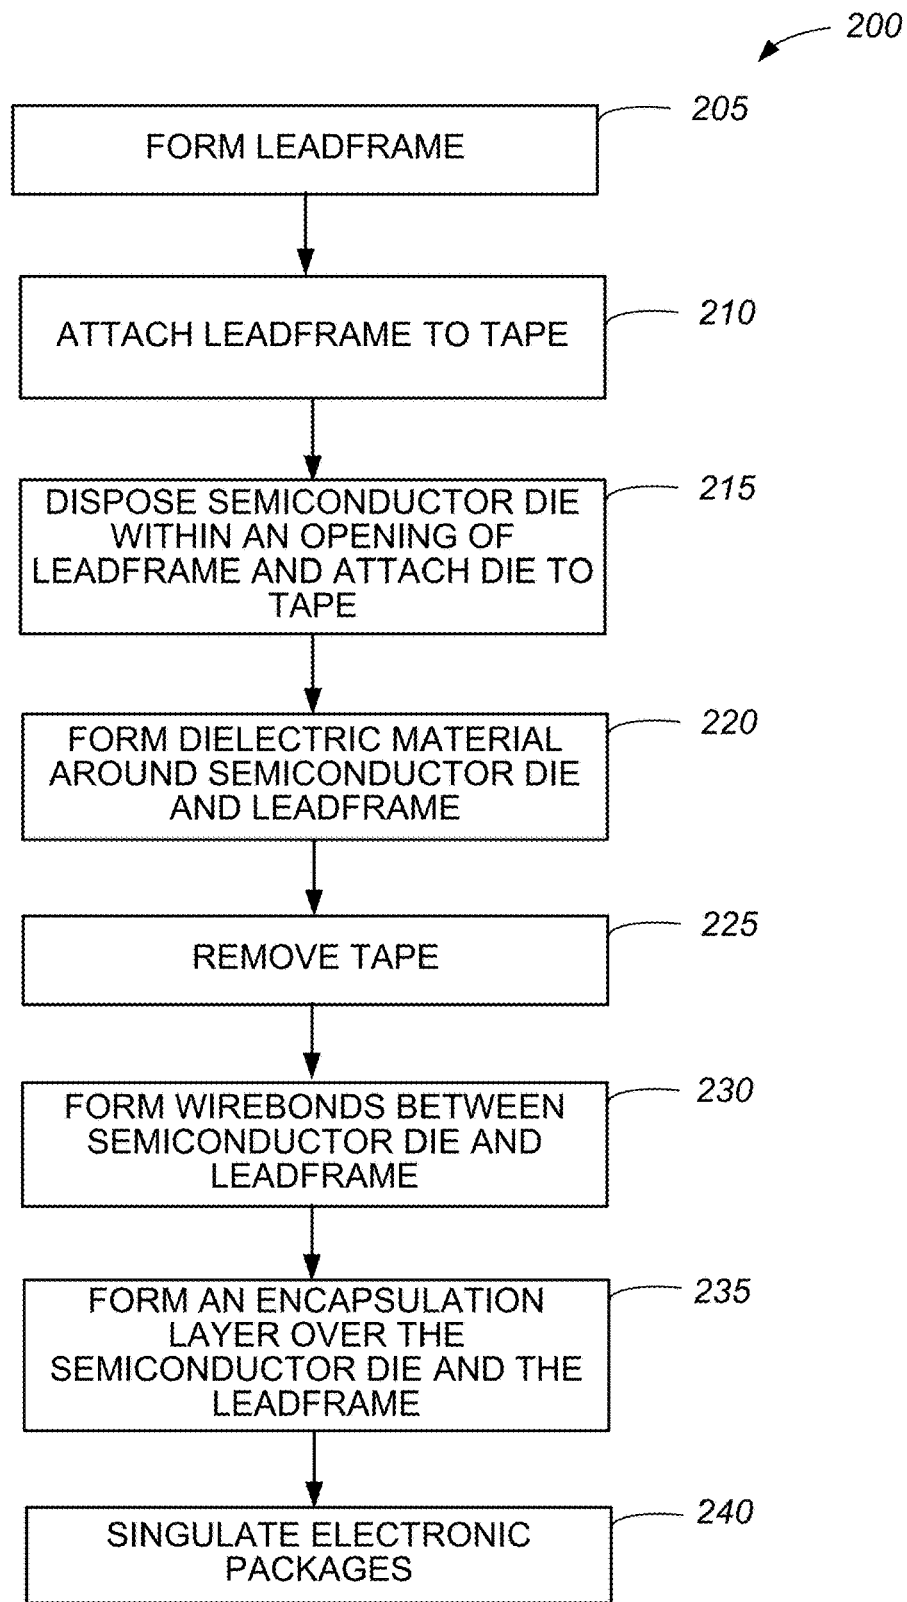 200
FORM LEADFRAME
205
ATTACH LEADFRAME TO TAPE
210
DISPOSE SEMICONDUCTOR DIE
WITHIN AN OPENING OF
LEADFRAME AND ATTACH DIE TO
TAPE
215
FORM DIELECTRIC MATERIAL
AROUND SEMICONDUCTOR DIE
AND LEADFRAME
220
REMOVE TAPE
225
FORM WIREBONDS BETWEEN
SEMICONDUCTOR DIE AND
LEADFRAME
230
FORM AN ENCAPSULATION
LAYER OVER THE
SEMICONDUCTOR DIE AND THE
LEADFRAME
235
SINGULATE ELECTRONIC
PACKAGES
240